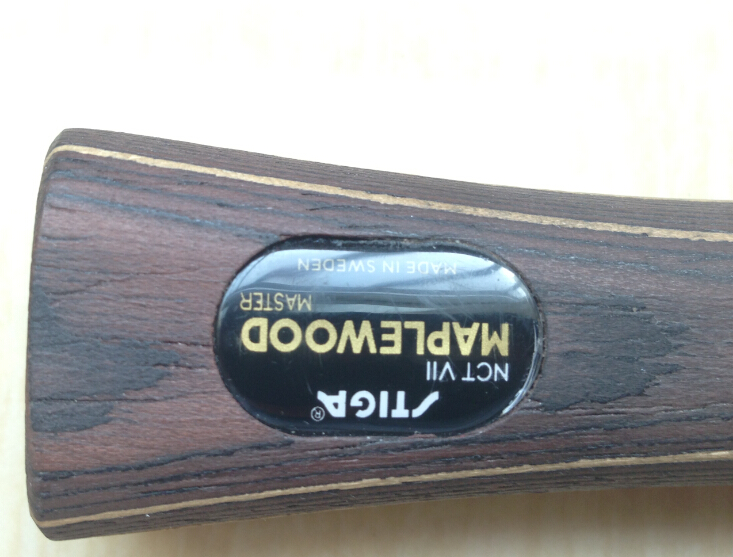 STIGA®
NCT VII
MAPLEWOOD
MASTER
MADE IN SWEDEN